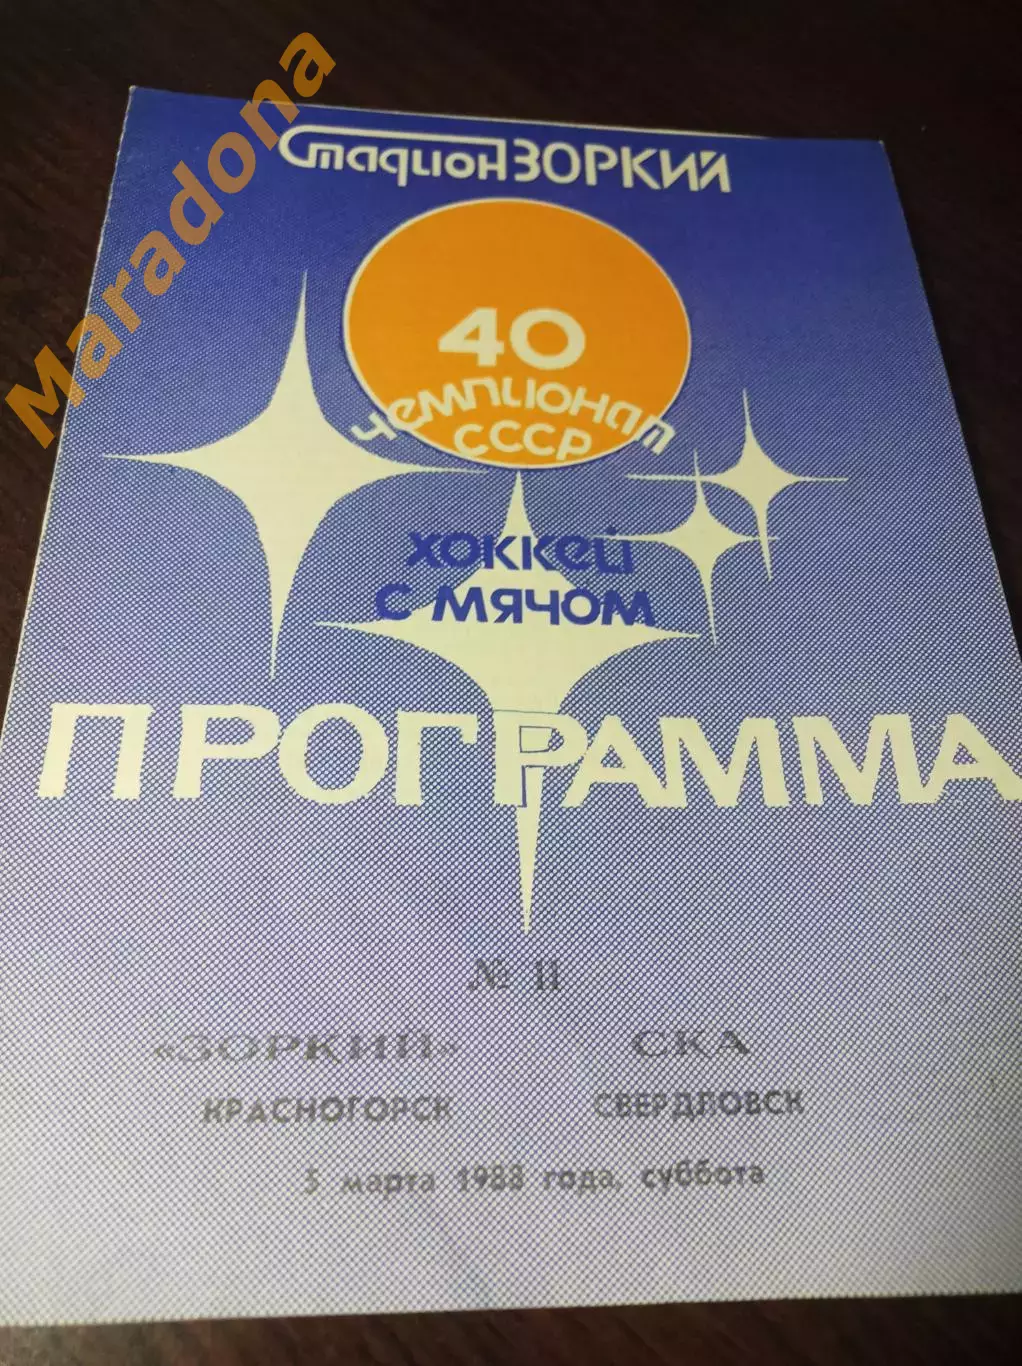 Maradona
Стадион ЗОРКИЙ
40
ЧЕМПИОНАТ
СССР
ХОККЕЙ
С МЯЧОМ
ПРОГРАММА
№ 11
«ЗОРКИЙ» СКА
КРАСНОГОРСК СВЕРДЛОВСК
5 марта 1988 года, суббота